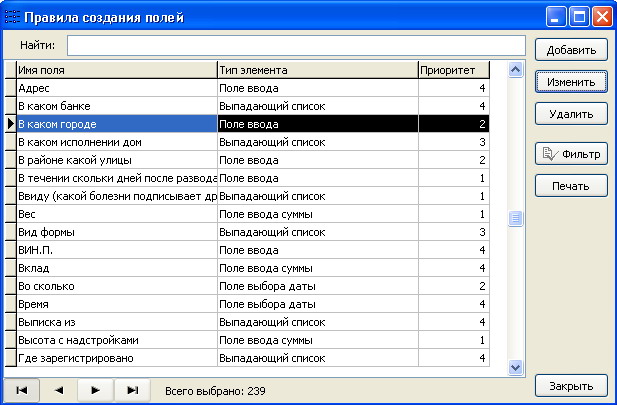 Правила создания полей
Найти:
Добавить
Имя поля Тип элемента Приоритет
Адрес Поле ввода 4
Изменить
В каком банке Выпадающий список 4
В каком городе Поле ввода 2
Удалить
В каком исполнении дом Выпадающий список 3
В районе какой улицы Поле ввода 2
Фильтр
В течении скольки дней после развода Поле ввода 1
Ввиду (какой болезни подписывает др Выпадающий список 1
Печать
Вес Поле ввода суммы 1
Вид формы Выпадающий список 3
ВИН.П. Поле ввода 4
Вклад Поле ввода суммы 4
Во сколько Поле выбора даты 2
Время Поле выбора даты 4
Выписка из Выпадающий список 4
Высота с надстройками Поле ввода суммы 1
Где зарегистрировано Выпадающий список 4
Всего выбрано: 239
Закрыть